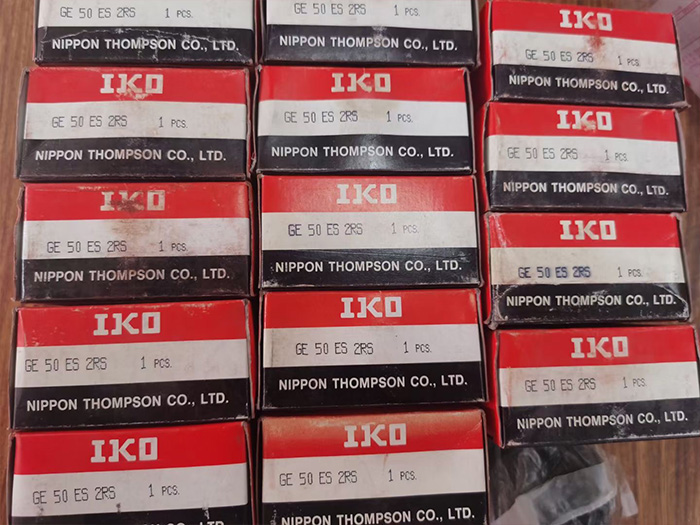 GE 50 ES 2RS 1 PCS.
NIPPON THOMPSON CO., LTD.
IKO
GE 50 ES 2RS 1 PCS.
NIPPON THOMPSON CO., LTD.
IKO
GE 50 ES 2RS 1 PCS.
NIPPON THOMPSON CO., LTD.
IKO
GE 50 ES 2RS 1 PCS.
NIPPON THOMPSON CO., LTD.
IKO
GE 50 ES 2RS 1 PCS.
GE 50 ES 2RS 1 PCS.
NIPPON THOMPSON CO., LTD.
IKO
GE 50 ES 2RS 1 PCS.
NIPPON THOMPSON CO., LTD.
IKO
GE 50 ES 2RS 1 PCS.
NIPPON THOMPSON CO., LTD.
IKO
GE 50 ES 2RS 1 PCS.
NIPPON THOMPSON CO., LTD.
IKO
GE 50 ES 2RS 1 PCS.
NIPPON THOMPSON CO., LTD.
IKO
GE 50 ES 2RS 1 PCS.
NIPPON THOMPSON CO., LTD.
IKO
GE 50 ES 2RS 1 PCS.
NIPPON THOMPSON CO., LTD.
IKO
GE 50 ES 2RS 1 PCS.
NIPPON THOMPSON CO., LTD.
IKO
GE 50 ES 2RS 1 PCS.
NIPPON THOMPSON CO., LTD.